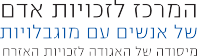 המרכז לזכויות אדם
של אנשים עם מוגבלויות
מיסודה של האגודה לזכויות האזרח